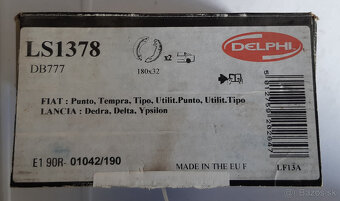 LS1378
DB777
180x32
x2
DELPHI
FIAT : Punto, Tempra, Tipo, Utilit.Punto, Utilit.Tipo
LANCIA : Dedra, Delta, Ypsilon
E1 90R- 01042/190
MADE IN THE EU F
LF13A